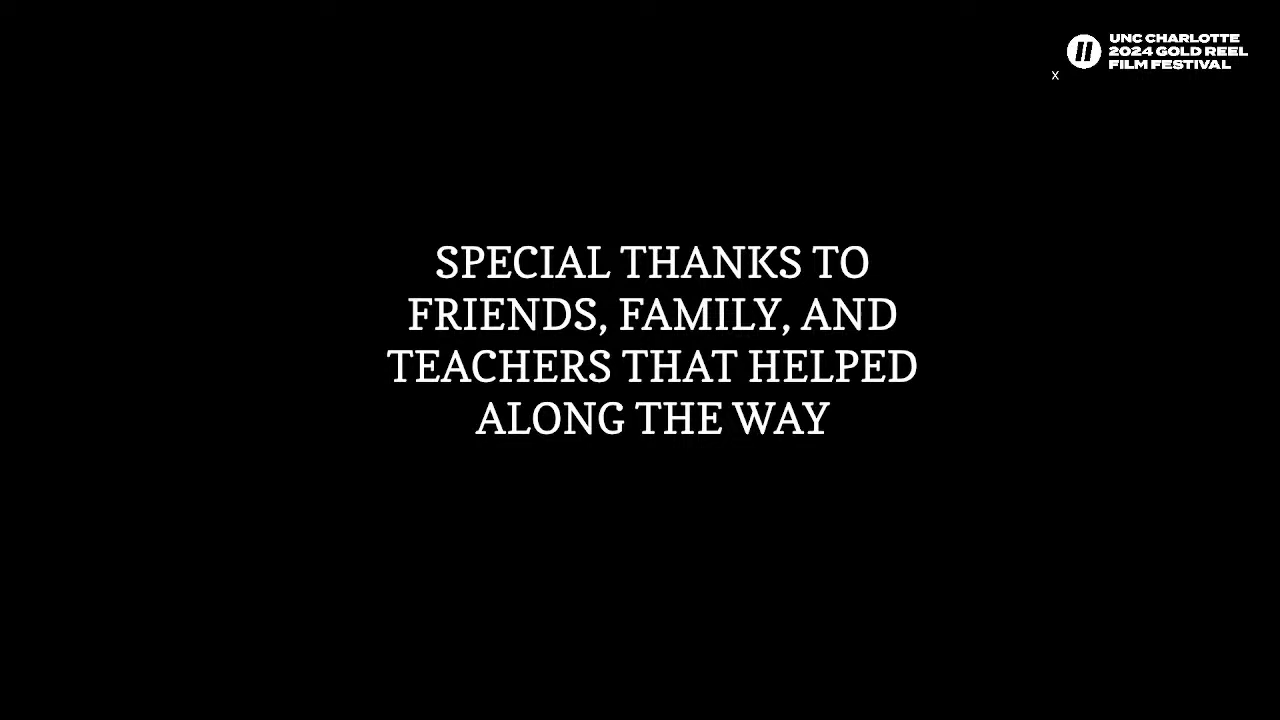 UNC CHARLOTTE
2024 GOLD REEL
FILM FESTIVAL
x
SPECIAL THANKS TO
FRIENDS, FAMILY, AND
TEACHERS THAT HELPED
ALONG THE WAY